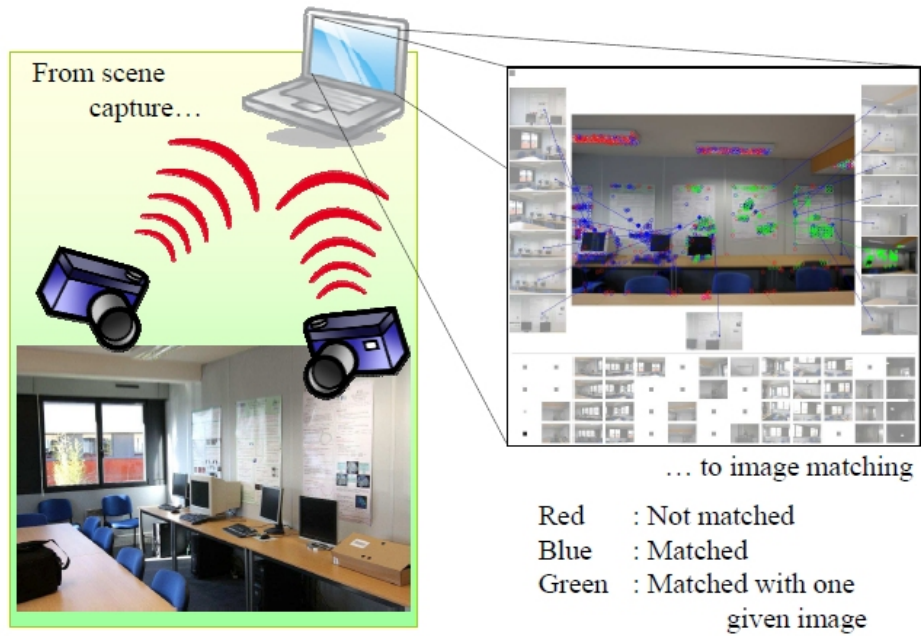 From scene
capture…
… to image matching
Red : Not matched
Blue : Matched
Green : Matched with one
given image